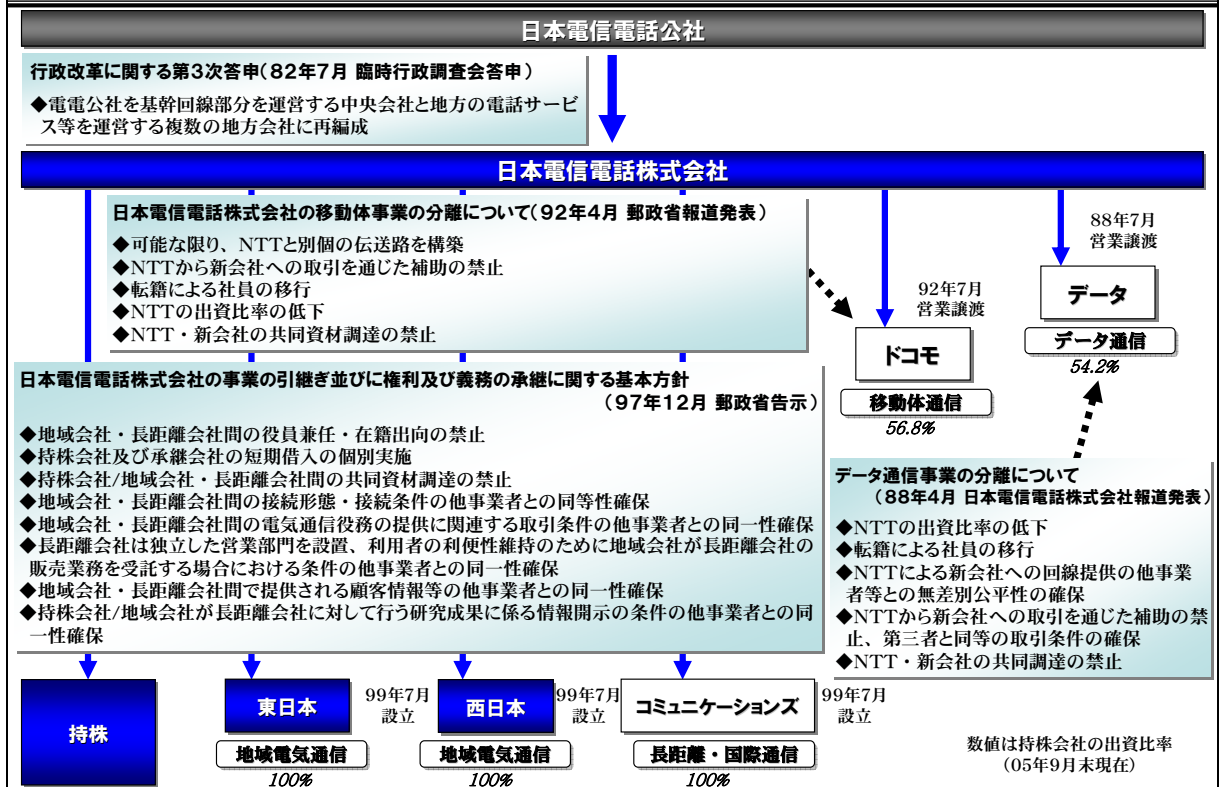 日本電信電話公社
行政改革に関する第3次答申(82年7月 臨時行政調査会答申)
◆電電公社を基幹回線部分を運営する中央会社と地方の電話サービ
ス等を運営する複数の地方会社に再編成
日本電信電話株式会社
日本電信電話株式会社の移動体事業の分離について(92年4月 郵政省報道発表)
◆可能な限り、NTTと別個の伝送路を構築
◆NTTから新会社への取引を通じた補助の禁止
◆転籍による社員の移行
◆NTTの出資比率の低下
◆NTT・新会社の共同資材調達の禁止
88年7月
営業譲渡
データ
データ通信
54.2%
92年7月
営業譲渡
ドコモ
移動体通信
56.8%
日本電信電話株式会社の事業の引継ぎ並びに権利及び義務の承継に関する基本方針
(97年12月 郵政省告示)
◆地域会社・長距離会社間の役員兼任・在籍出向の禁止
◆持株会社及び承継会社の短期借入の個別実施
◆持株会社/地域会社・長距離会社間の共同資材調達の禁止
◆地域会社・長距離会社間の接続形態・接続条件の他事業者との同等性確保
◆地域会社・長距離会社間の電気通信役務の提供に関連する取引条件の他事業者との同一性確保
◆長距離会社は独立した営業部門を設置、利用者の利便性維持のために地域会社が長距離会社の
販売業務を受託する場合における条件の他事業者との同一性確保
◆地域会社・長距離会社間で提供される顧客情報等の他事業者との同一性確保
◆持株会社/地域会社が長距離会社に対して行う研究成果に係る情報開示の条件の他事業者との同
一性確保
データ通信事業の分離について
(88年4月 日本電信電話株式会社報道発表)
◆NTTの出資比率の低下
◆転籍による社員の移行
◆NTTによる新会社への回線提供の他事業
者等との無差別公平性の確保
◆NTTから新会社への取引を通じた補助の禁
止、第三者と同等の取引条件の確保
◆NTT・新会社の共同調達の禁止
持株
東日本
99年7月
設立
地域電気通信
100%
西日本
99年7月
設立
地域電気通信
100%
コミュニケーションズ
99年7月
設立
長距離・国際通信
100%
数値は持株会社の出資比率
(05年9月末現在)